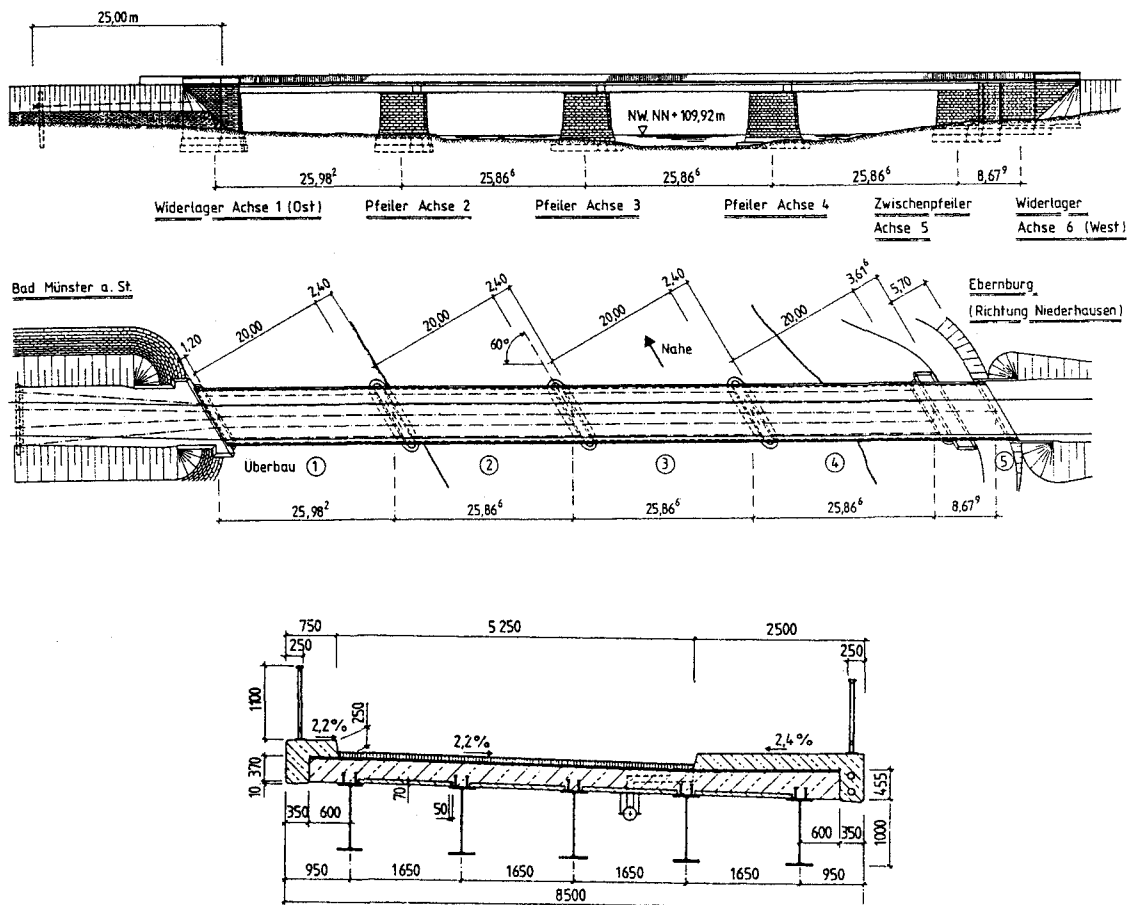 25,00 m
NW. NN + 109,92 m
25,98² 25,86⁶ 25,86⁶ 25,86⁶ 8,67⁹
Widerlager Achse 1 (Ost) Pfeiler Achse 2 Pfeiler Achse 3 Pfeiler Achse 4 Zwischenpfeiler Widerlager
Achse 5 Achse 6 (West)
Bad Münster a. St. Ebernburg
(Richtung Niederhausen)
1,20 20,00 2,40 20,00 2,40 20,00 2,40 20,00 3,61⁶ 5,70
60°
Nahe
Überbau 1 2 3 4 5
25,98² 25,86⁶ 25,86⁶ 25,86⁶ 8,67⁹
750 5 250 2500
250 250
1100
2,2% 250 2,2% 2,4%
370 455
10 70 50 1000
350 600 600 350
950 1650 1650 1650 1650 950
8500